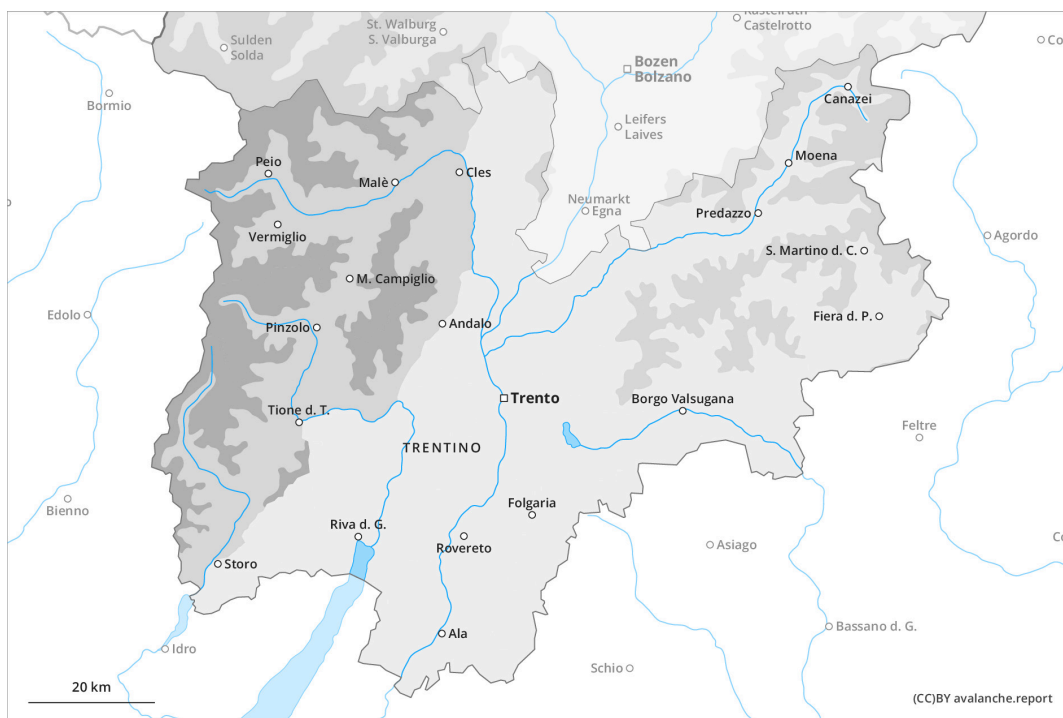 Kastelruth
Castelrotto
St. Walburg
S. Valburga
Sulden
Solda
Co
Bozen
Bolzano
Bormio
Canazei
Leifers
Laives
Moena
Peio
Malè
Cles
Neumarkt
Egna
Predazzo
Vermiglio
S. Martino d. C.
Agordo
M. Campiglio
Edolo
Pinzolo
Andalo
Fiera d. P.
Trento
Borgo Valsugana
Tione d. T.
Feltre
TRENTINO
Bienno
Folgaria
Riva d. G.
Rovereto
Asiago
Co
Storo
Bassano d. G.
Ala
Idro
Schio
20 km
(CC)BY avalanche.report